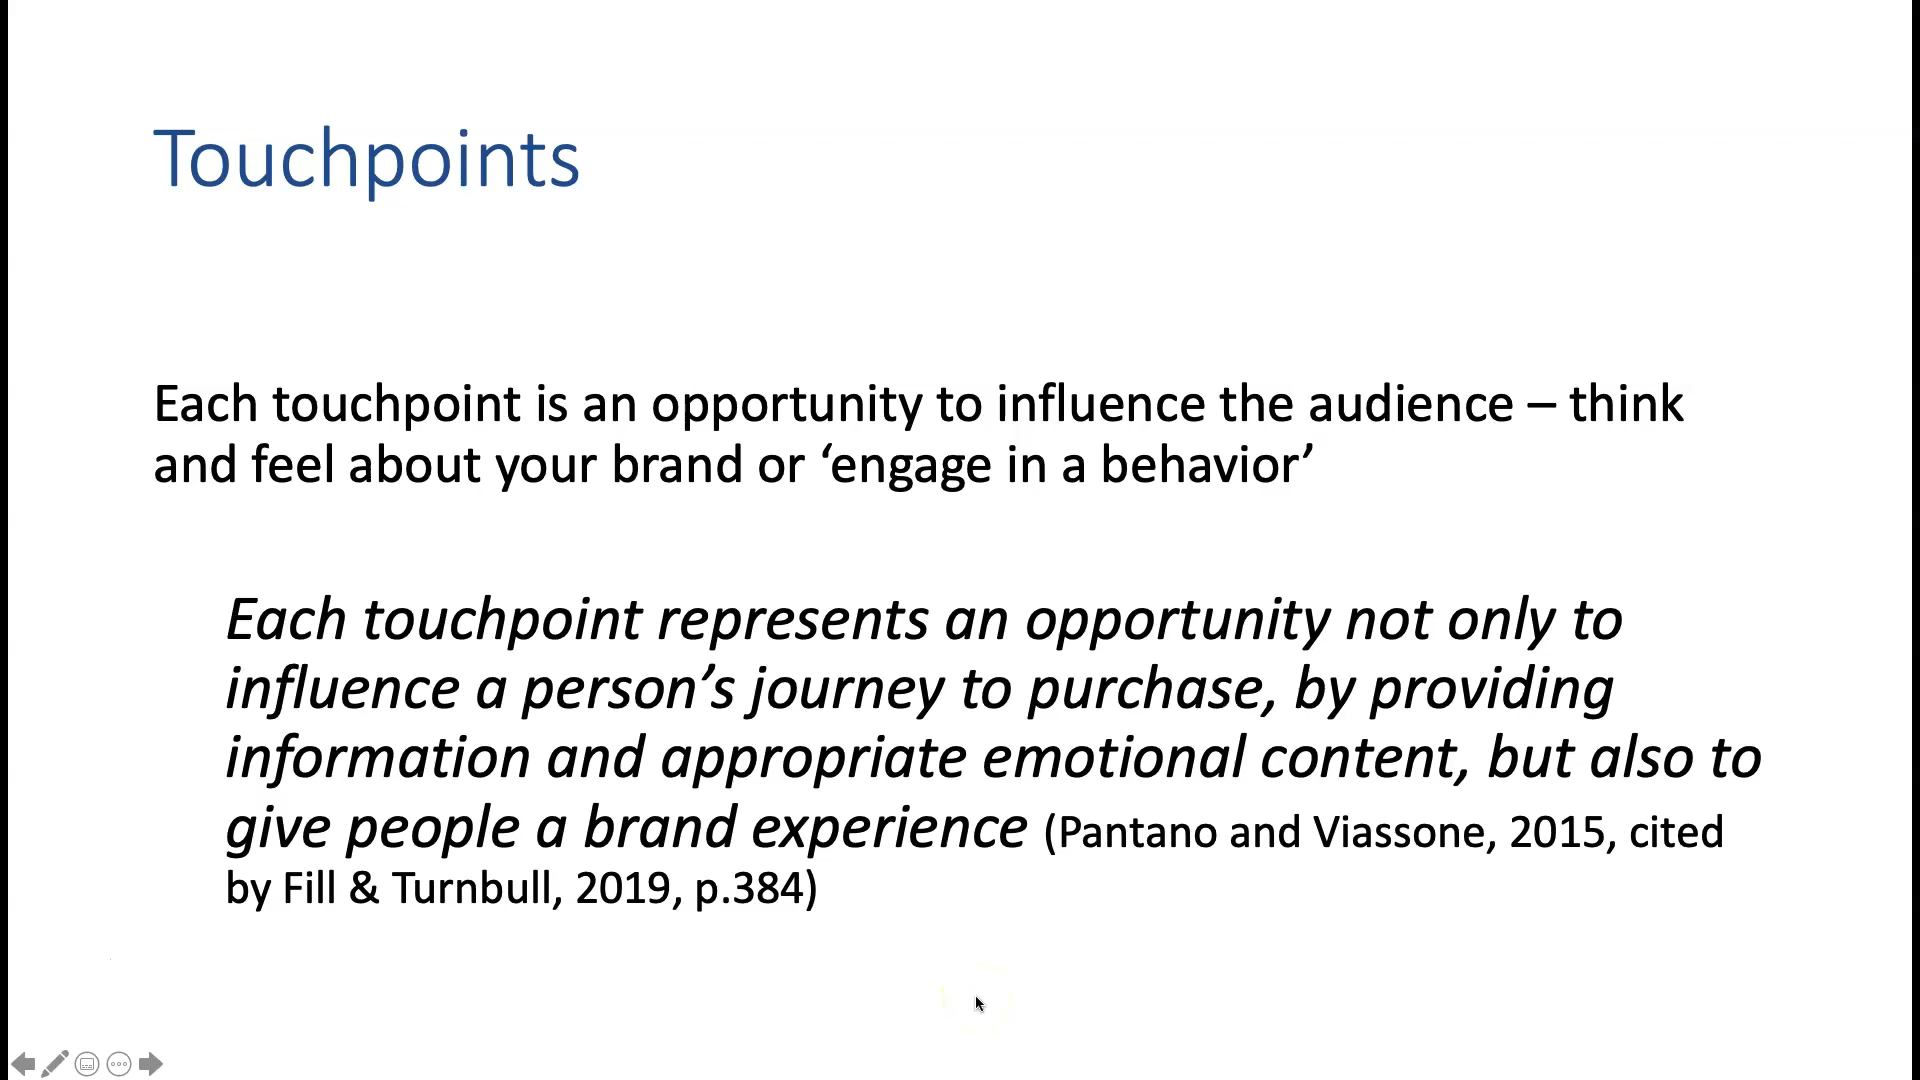 Touchpoints
Each touchpoint is an opportunity to influence the audience – think
and feel about your brand or ‘engage in a behavior’
Each touchpoint represents an opportunity not only to
influence a person’s journey to purchase, by providing
information and appropriate emotional content, but also to
give people a brand experience (Pantano and Viassone, 2015, cited
by Fill & Turnbull, 2019, p.384)